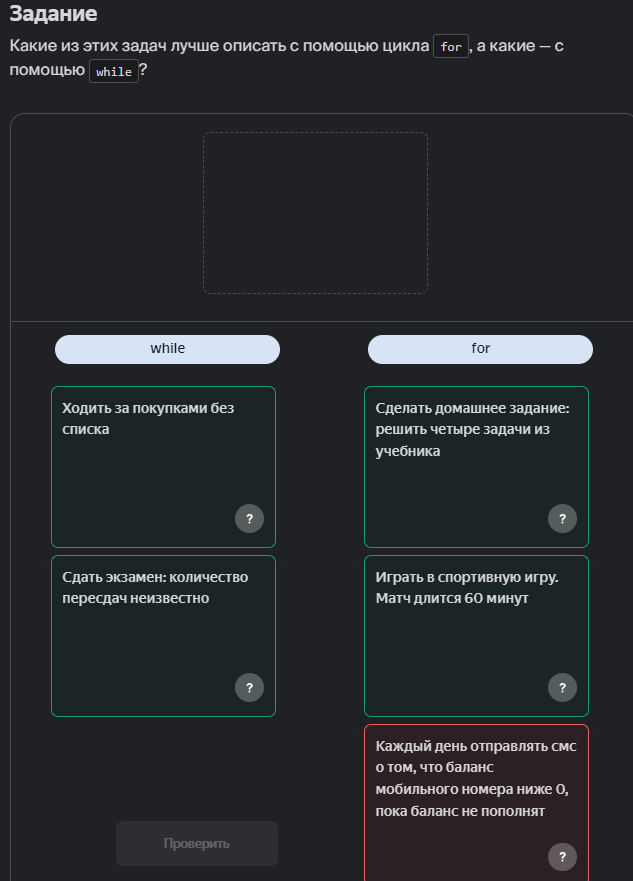 Задание
Какие из этих задач лучше описать с помощью цикла for, а какие — с
помощью while?
while
for
Ходить за покупками без
списка
?
Сделать домашнее задание:
решить четыре задачи из
учебника
?
Сдать экзамен: количество
пересдач неизвестно
?
Играть в спортивную игру.
Матч длится 60 минут
?
Каждый день отправлять смс
о том, что баланс
мобильного номера ниже 0,
пока баланс не пополнят
?
Проверить